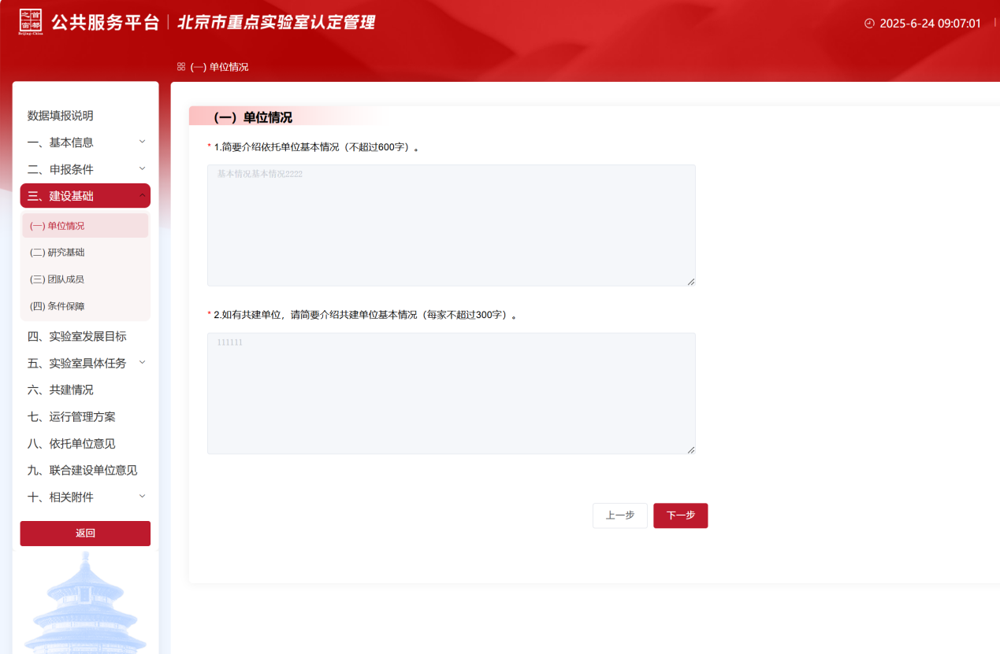 首都之窗
Beijing-China
公共服务平台 | 北京市重点实验室认定管理
2025-6-24 09:07:01
(一) 单位情况
数据填报说明
一、基本信息
二、申报条件
三、建设基础
(一) 单位情况
(二) 研究基础
(三) 团队成员
(四) 条件保障
四、实验室发展目标
五、实验室具体任务
六、共建情况
七、运行管理方案
八、依托单位意见
九、联合建设单位意见
十、相关附件
返回
（一）单位情况
* 1.简要介绍依托单位基本情况（不超过600字）。
基本情况基本情况2222
* 2.如有共建单位，请简要介绍共建单位基本情况（每家不超过300字）。
111111
上一步
下一步